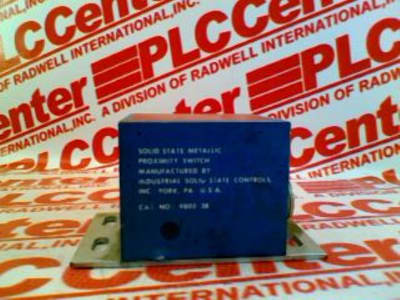 PLCCenter
A DIVISION OF RADWELL INTERNATIONAL, INC.
SOLID STATE METALLIC
PROXIMITY SWITCH
MANUFACTURED BY
INDUSTRIAL SOLID STATE CONTROLS,
INC. YORK, PA. U.S.A.
CAT. NO.